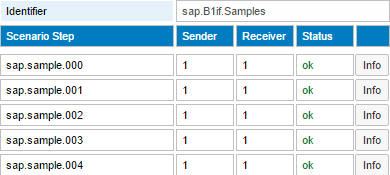 Identifier sap.B1if.Samples
Scenario Step Sender Receiver Status
sap.sample.000 1 1 ok Info
sap.sample.001 1 1 ok Info
sap.sample.002 1 1 ok Info
sap.sample.003 1 1 ok Info
sap.sample.004 1 1 ok Info